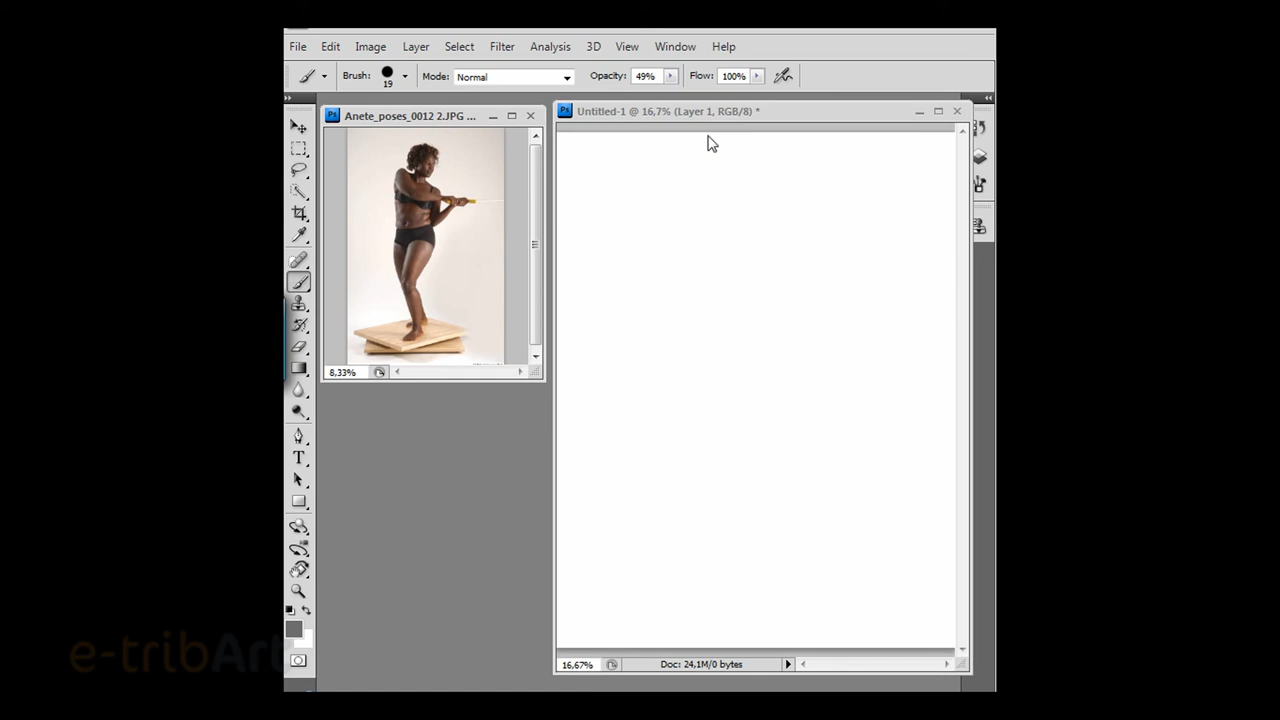 File Edit Image Layer Select Filter Analysis 3D View Window Help
Brush: 19 Mode: Normal Opacity: 49% Flow: 100%
Ps Anete_poses_0012 2.JPG ...
Ps Untitled-1 @ 16,7% (Layer 1, RGB/8) *
8,33%
T
e-tribArt
16,67% Doc: 24,1M/0 bytes